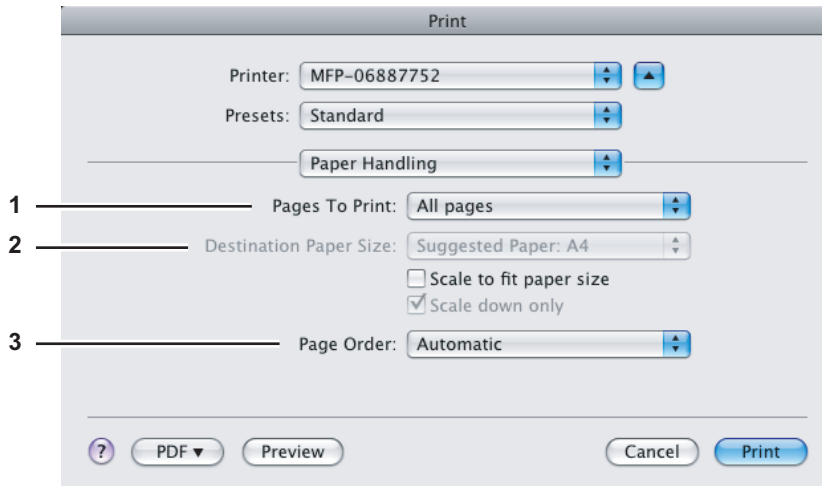 Print
Printer: MFP-06887752
Presets: Standard
Paper Handling
1 Pages To Print: All pages
2 Destination Paper Size: Suggested Paper: A4
Scale to fit paper size
Scale down only
3 Page Order: Automatic
? PDF▼ Preview Cancel Print